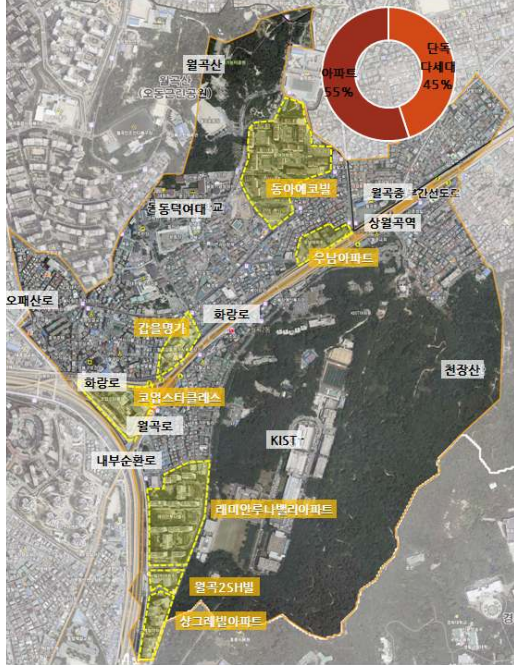 월곡산
월곡산
(오동근린공원)
아파트
55%
단독
다세대
45%
동아에코빌
동덕여대
월곡중
상월곡역
우남아파트
오패산로
화랑로
갑을명가
화랑로
코업스타클래스
월곡로
천장산
KIST
내부순환로
래미안루나밸리아파트
월곡2SH빌
상그레빌아파트